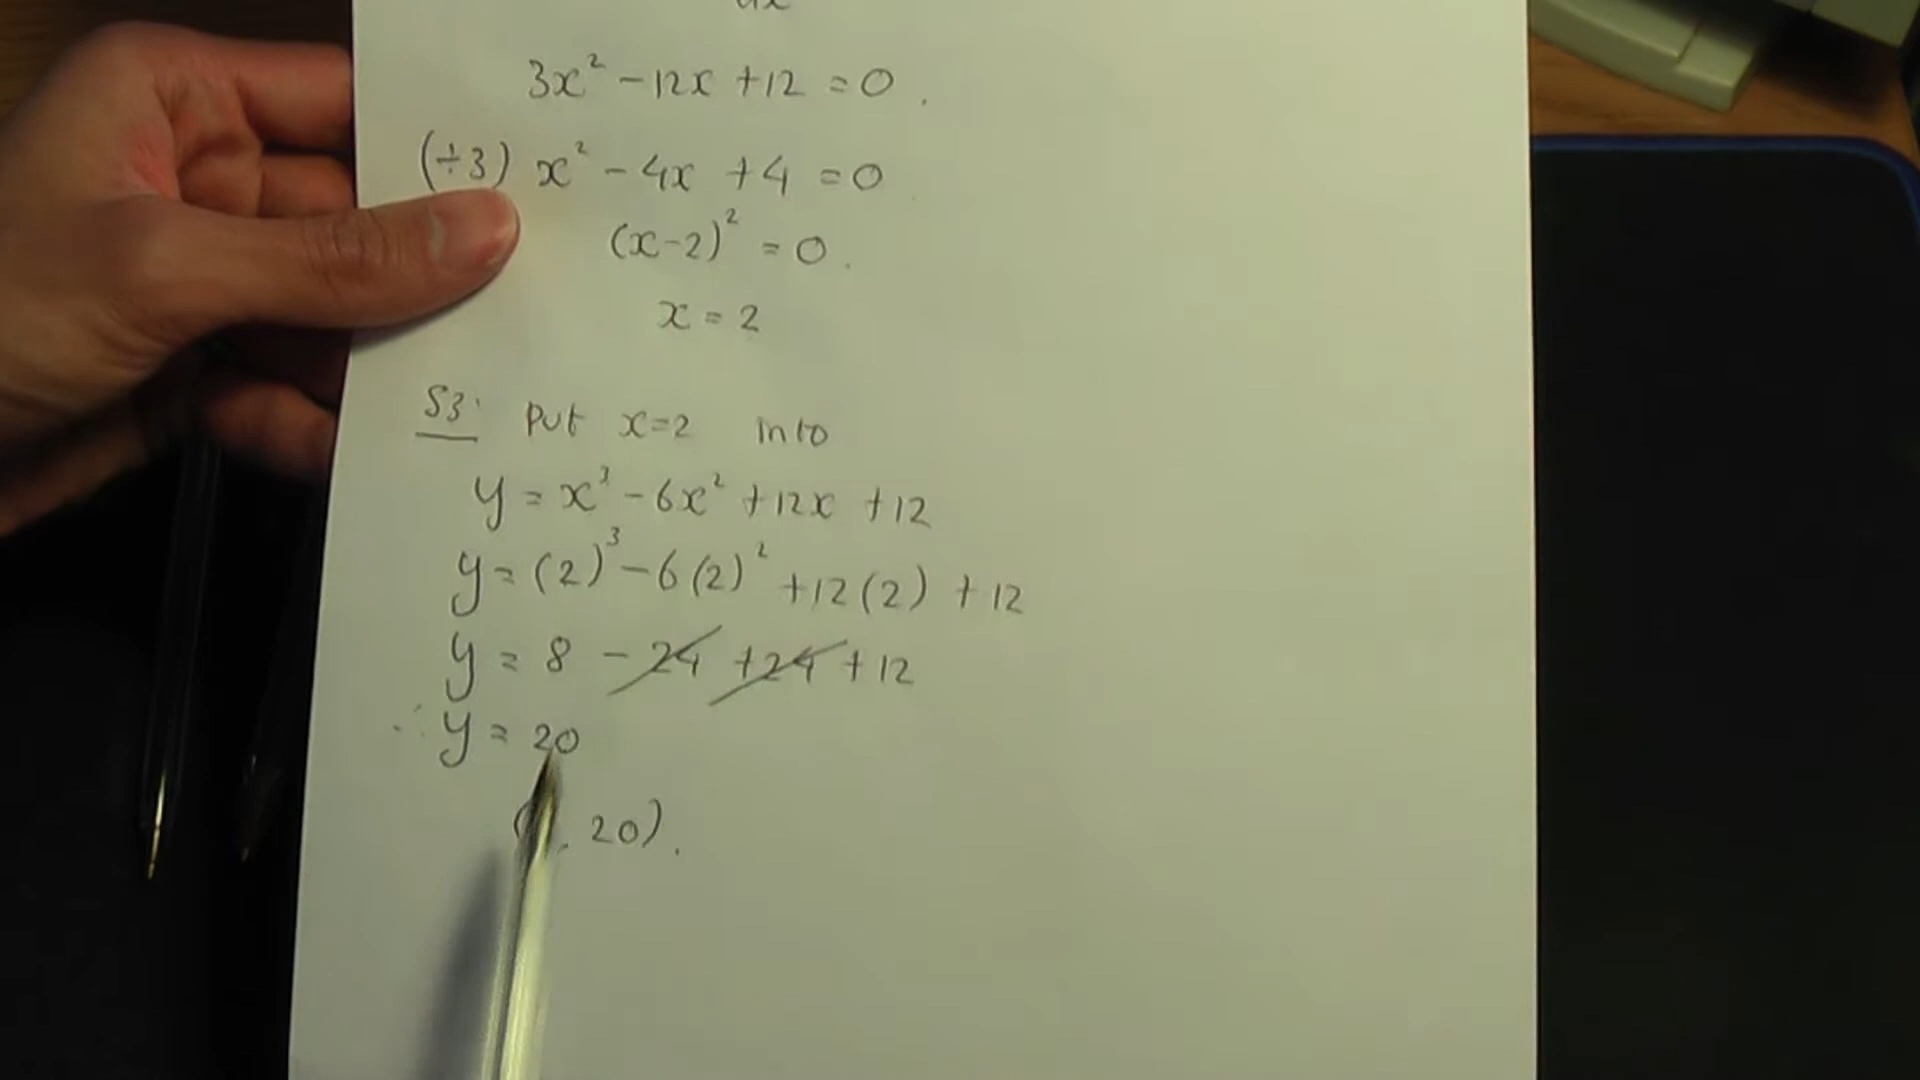 dx
3x² - 12x + 12 = 0.
(÷3) x² - 4x + 4 = 0
(x-2)² = 0.
x = 2
S3: Put x=2 into
y = x³ - 6x² + 12x + 12
y = (2)³ - 6(2)² + 12(2) + 12
y = 8 - 24 + 24 + 12
∴ y = 20
( , 20).